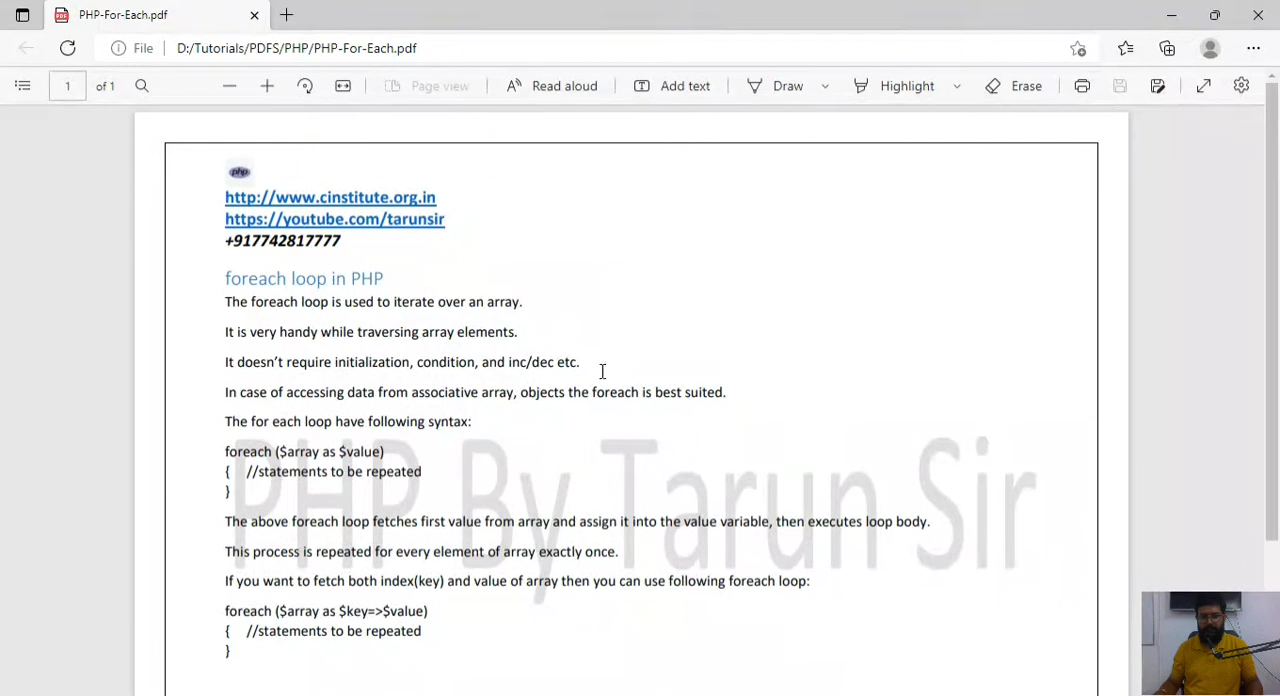 PHP-For-Each.pdf
File D:/Tutorials/PDFS/PHP/PHP-For-Each.pdf
1 of 1 Page view Read aloud Add text Draw Highlight Erase
php
http://www.cinstitute.org.in
https://youtube.com/tarunsir
+917742817777
foreach loop in PHP
The foreach loop is used to iterate over an array.
It is very handy while traversing array elements.
It doesn't require initialization, condition, and inc/dec etc.
In case of accessing data from associative array, objects the foreach is best suited.
The for each loop have following syntax:
foreach ($array as $value)
{ //statements to be repeated
}
PHP By Tarun Sir
The above foreach loop fetches first value from array and assign it into the value variable, then executes loop body.
This process is repeated for every element of array exactly once.
If you want to fetch both index(key) and value of array then you can use following foreach loop:
foreach ($array as $key=>$value)
{ //statements to be repeated
}